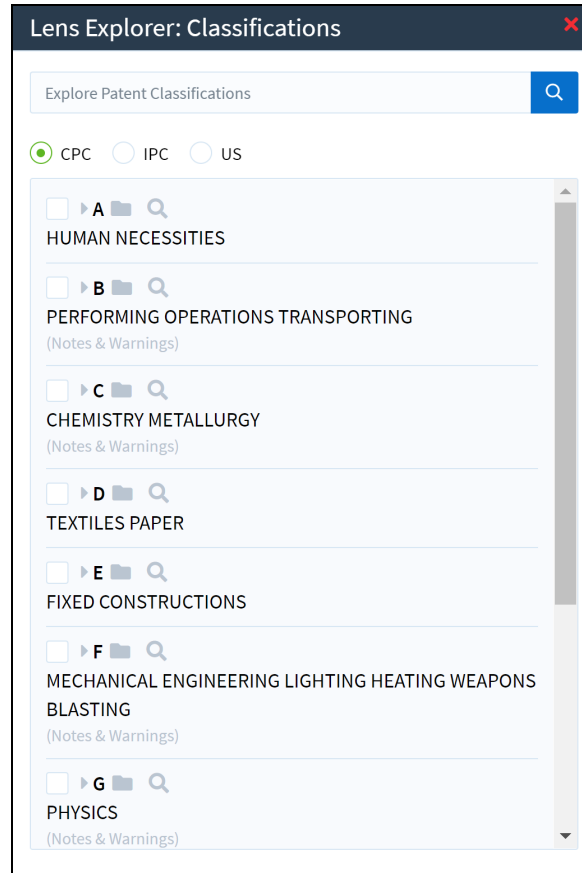 Lens Explorer: Classifications
Explore Patent Classifications
CPC IPC US
A
HUMAN NECESSITIES
B
PERFORMING OPERATIONS TRANSPORTING
(Notes & Warnings)
C
CHEMISTRY METALLURGY
(Notes & Warnings)
D
TEXTILES PAPER
E
FIXED CONSTRUCTIONS
F
MECHANICAL ENGINEERING LIGHTING HEATING WEAPONS
BLASTING
(Notes & Warnings)
G
PHYSICS
(Notes & Warnings)